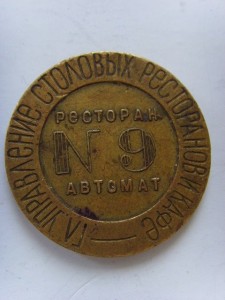 ГЛ. УПРАВЛЕНИЕ СТОЛОВЫХ РЕСТОРАНОВ И КАФЕ
РЕСТОРАН
№ 9
АВТОМАТ